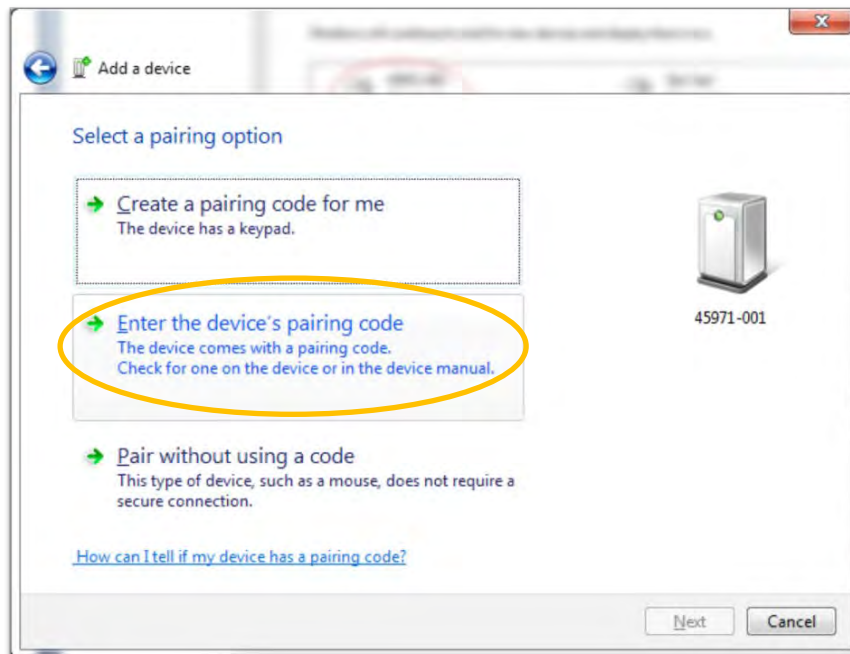 Add a device
Select a pairing option
Create a pairing code for me
The device has a keypad.
Enter the device's pairing code
The device comes with a pairing code.
Check for one on the device or in the device manual.
45971-001
Pair without using a code
This type of device, such as a mouse, does not require a
secure connection.
How can I tell if my device has a pairing code?
Next
Cancel